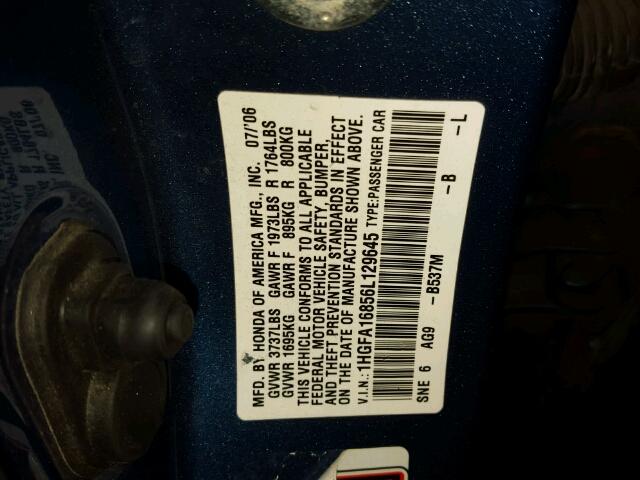 MFD. BY HONDA OF AMERICA MFG., INC. 07/'06
GVWR 3737LBS GAWR F 1973LBS R 1764LBS
GVWR 1695KG GAWR F 895KG R 800KG
THIS VEHICLE CONFORMS TO ALL APPLICABLE
FEDERAL MOTOR VEHICLE SAFETY, BUMPER,
AND THEFT PREVENTION STANDARDS IN EFFECT
ON THE DATE OF MANUFACTURE SHOWN ABOVE.
V.I.N.: 1HGFA16856L129645 TYPE:PASSENGER CAR
SNE 6 AG9 -B537M -B -L